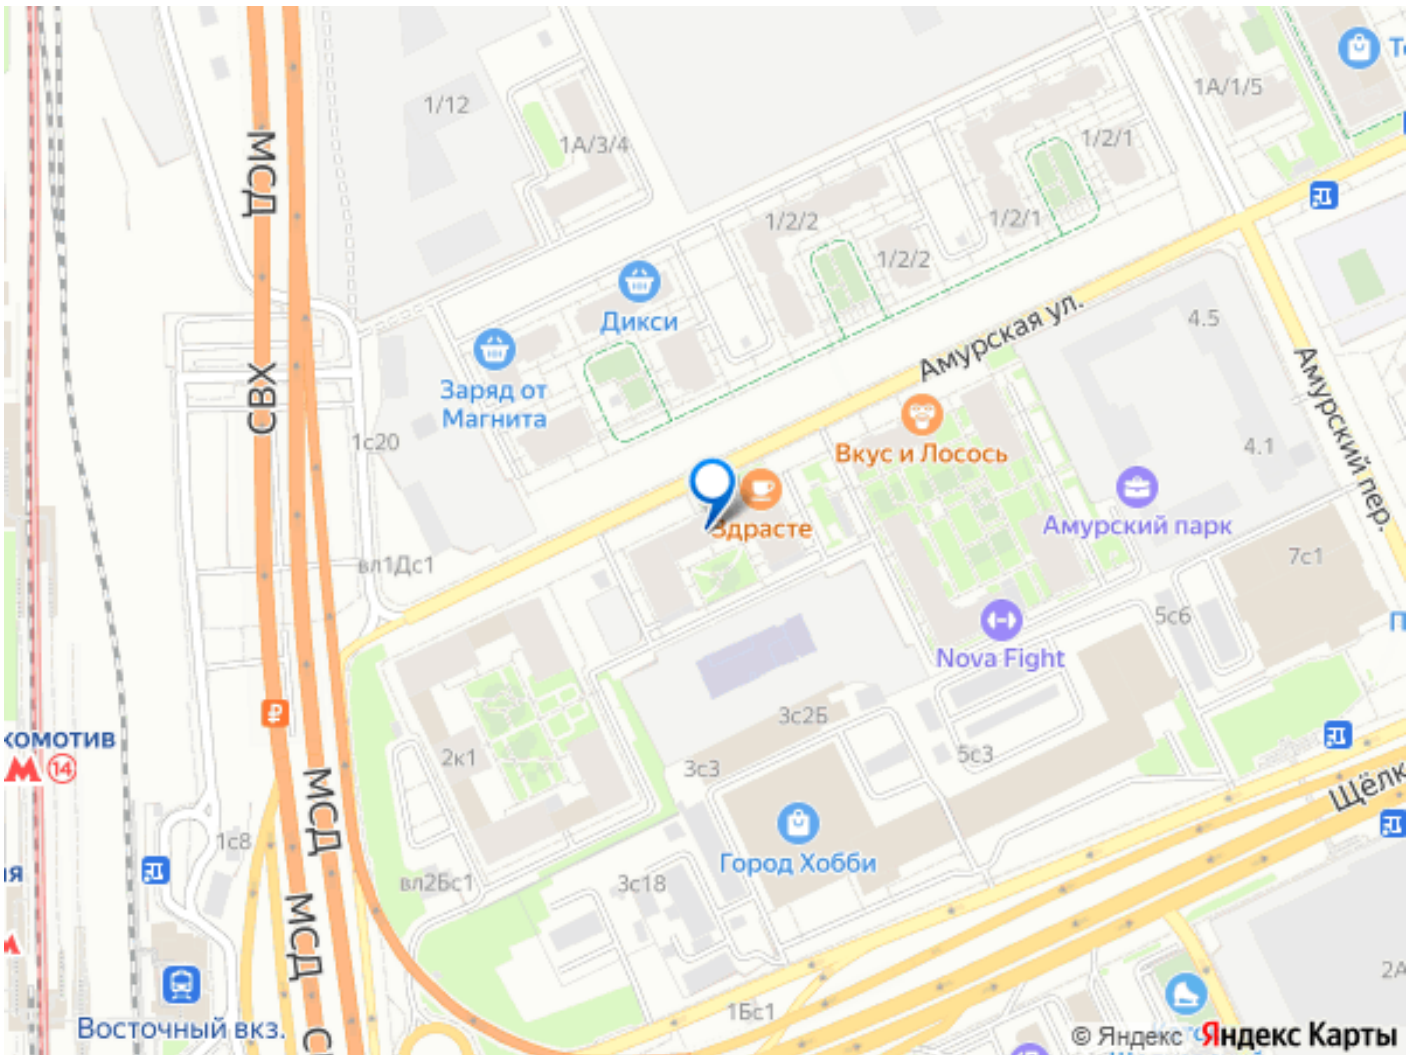 1/12
1А/3/4
1А/1/5
1/2/1
1/2/2
1/2/1
1/2/2
МСД
Дикси
Заряд от
Магнита
СВХ
1с20
Амурская ул.
4.5
Амурский пер.
4.1
Вкус и Лосось
Здрасте
Амурский парк
7с1
вл1Дс1
5с6
Nova Fight
3с2Б
2к1
3с3
5с3
14
МСД
Город Хобби
1с8
вл2Бс1
3с18
МСД
Восточный вкз.
1Бс1
© Яндекс
Яндекс Карты